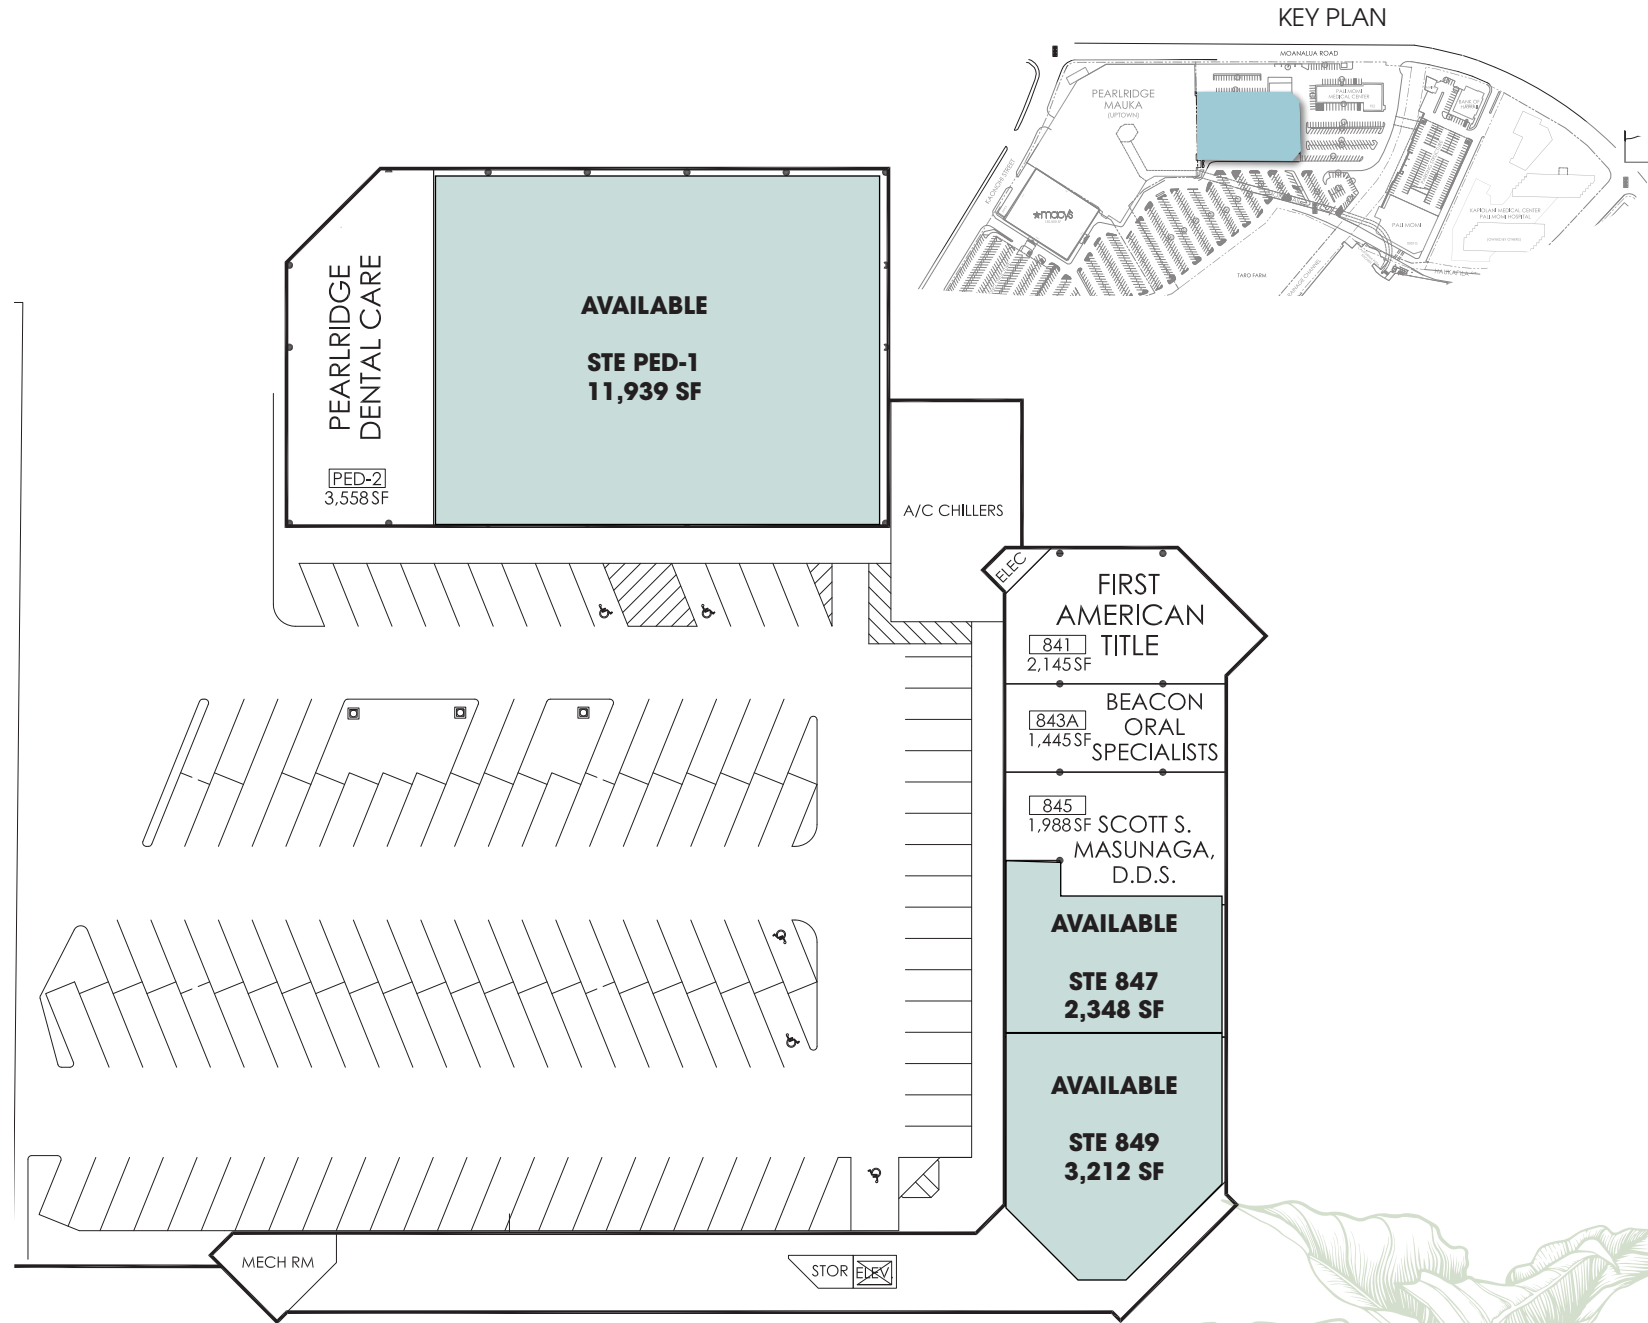 KEY PLAN
MOANALUA ROAD
PEARLRIDGE
MAUKA
(UPTOWN)
PALI MOMI
MEDICAL CENTER
BANK OF
HAWAII
KAONOHI STREET
★macy's
PALI MOMI
KAPIOLANI MEDICAL CENTER
PALI MOMI HOSPITAL
TARO FARM
DRAINAGE CHANNEL
PEARLRIDGE
DENTAL CARE
PED-2
3,558 SF
AVAILABLE
STE PED-1
11,939 SF
A/C CHILLERS
ELEC
FIRST
AMERICAN
TITLE
841
2,145 SF
BEACON
ORAL
SPECIALISTS
843A
1,445 SF
845
1,988 SF
SCOTT S.
MASUNAGA,
D.D.S.
AVAILABLE
STE 847
2,348 SF
AVAILABLE
STE 849
3,212 SF
MECH RM
STOR
ELEV.